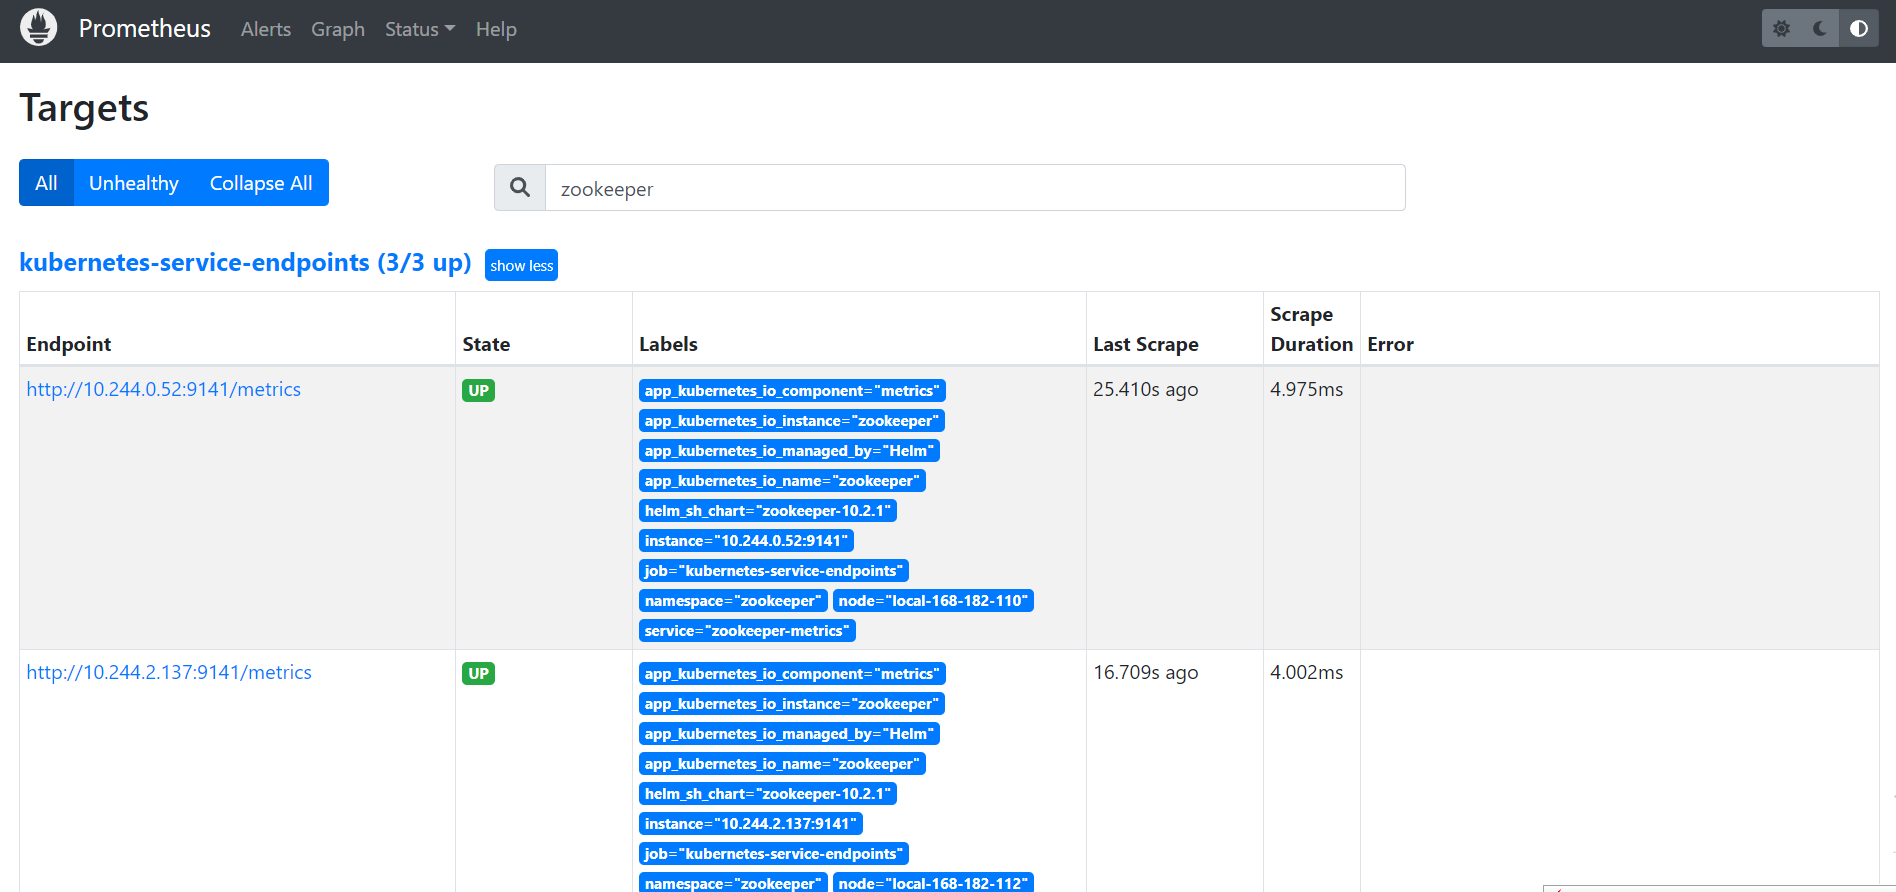 Prometheus Alerts Graph Status Help
Targets
All Unhealthy Collapse All
zookeeper
kubernetes-service-endpoints (3/3 up) show less
Endpoint State Labels Last Scrape Scrape Duration Error
http://10.244.0.52:9141/metrics UP app_kubernetes_io_component="metrics" 25.410s ago 4.975ms
app_kubernetes_io_instance="zookeeper"
app_kubernetes_io_managed_by="Helm"
app_kubernetes_io_name="zookeeper"
helm_sh_chart="zookeeper-10.2.1"
instance="10.244.0.52:9141"
job="kubernetes-service-endpoints"
namespace="zookeeper" node="local-168-182-110"
service="zookeeper-metrics"
http://10.244.2.137:9141/metrics UP app_kubernetes_io_component="metrics" 16.709s ago 4.002ms
app_kubernetes_io_instance="zookeeper"
app_kubernetes_io_managed_by="Helm"
app_kubernetes_io_name="zookeeper"
helm_sh_chart="zookeeper-10.2.1"
instance="10.244.2.137:9141"
job="kubernetes-service-endpoints"
namespace="zookeeper" node="local-168-182-112"